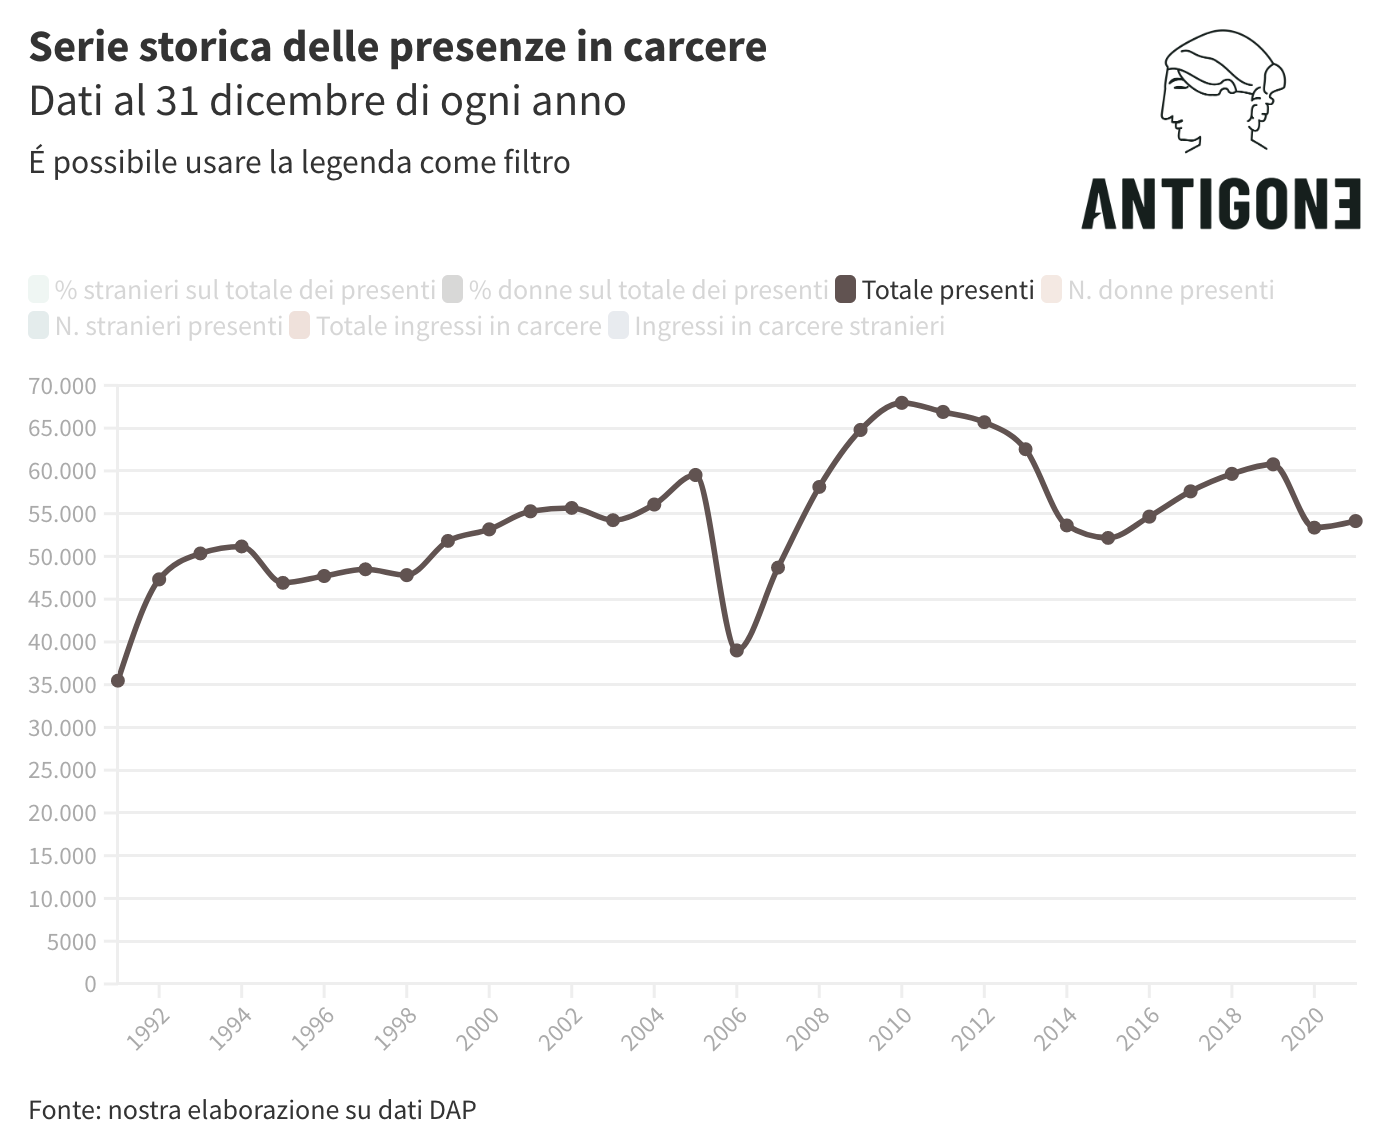 Serie storica delle presenze in carcere
Dati al 31 dicembre di ogni anno
É possibile usare la legenda come filtro
ANTIGONE
% stranieri sul totale dei presenti % donne sul totale dei presenti Totale presenti N. donne presenti
N. stranieri presenti Totale ingressi in carcere Ingressi in carcere stranieri
70.000
65.000
60.000
55.000
50.000
45.000
40.000
35.000
30.000
25.000
20.000
15.000
10.000
5000
0
1992 1994 1996 1998 2000 2002 2004 2006 2008 2010 2012 2014 2016 2018 2020
Fonte: nostra elaborazione su dati DAP